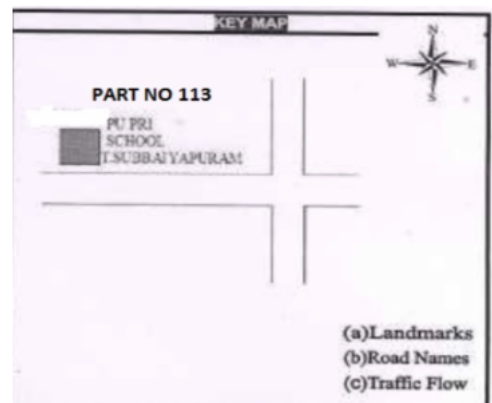 KEY MAP
N
W E
S
PART NO 113
PU PRI
SCHOOL
T.SUBBAIYAPURAM
(a)Landmarks
(b)Road Names
(c)Traffic Flow